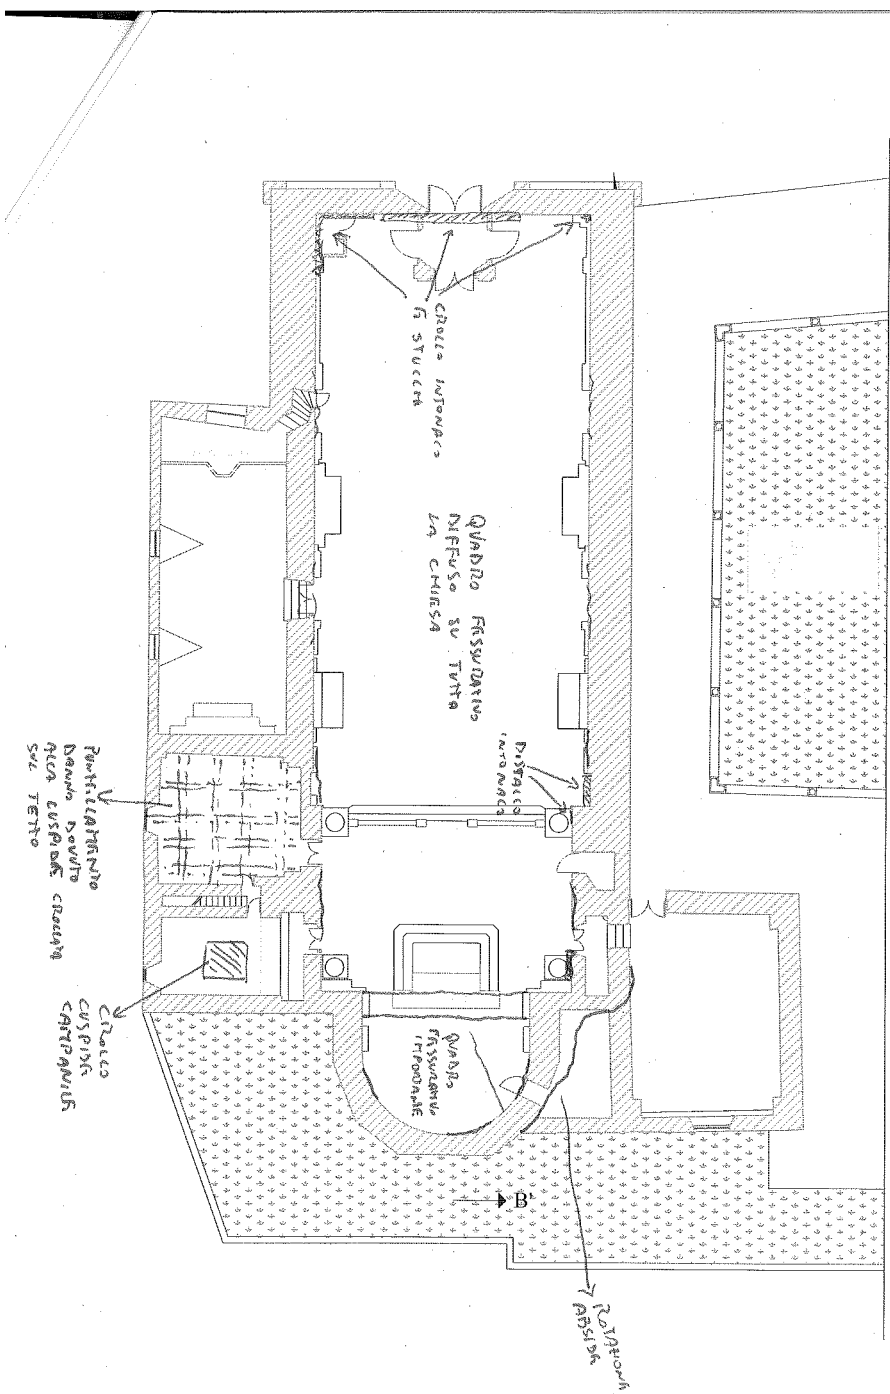 CROLLO INTONACO
E STUCCHI
QUADRO FESSURATIVO
DIFFUSO SU TUTTA
LA CHIESA
DISTACCO
INTONACO
PUNTELLAMENTO
DANNO DOVUTO
ALLA CUSPIDE CROLLATA
SUL TETTO
CROLLO
CUSPIDE
CAMPANILE
QUADRO
FESSURATIVO
IMPORTANTE
B'
ROTAZIONE
ABSIDE